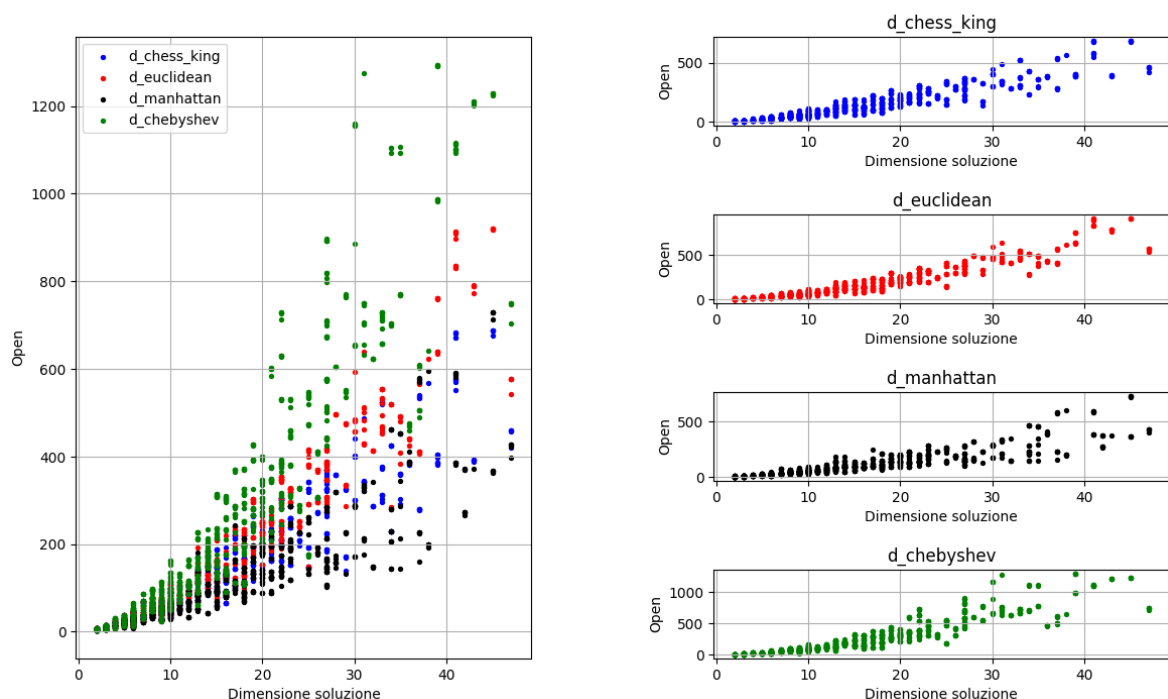 d_chess_king
d_euclidean
d_manhattan
d_chebyshev
1200
1000
800
600
400
200
0
Open
0 10 20 30 40
Dimensione soluzione
d_chess_king
500
0
Open
0 10 20 30 40
Dimensione soluzione
d_euclidean
500
0
Open
0 10 20 30 40
Dimensione soluzione
d_manhattan
500
0
Open
0 10 20 30 40
Dimensione soluzione
d_chebyshev
1000
500
0
Open
0 10 20 30 40
Dimensione soluzione